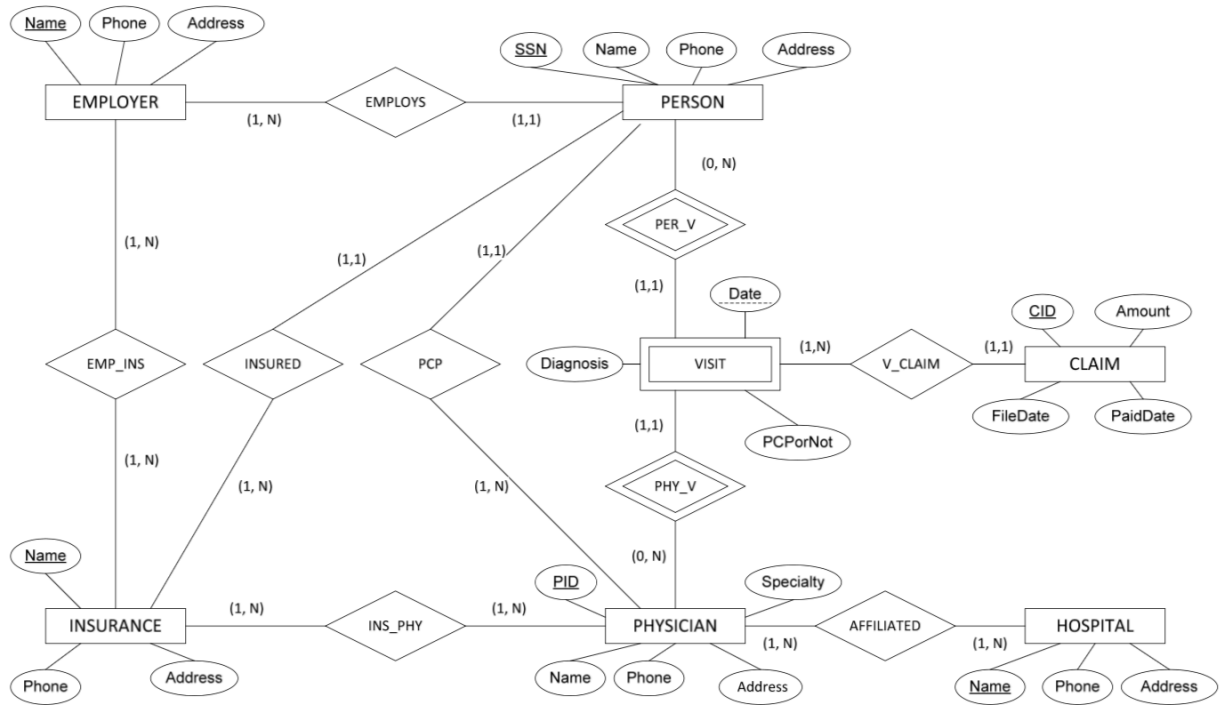 Name Phone Address
SSN Name Phone Address
EMPLOYER EMPLOYS PERSON
(1, N) (1,1)
(0, N)
PER_V
(1, N) (1,1) (1,1)
(1,1) Date
CID Amount
EMP_INS INSURED PCP Diagnosis VISIT (1,N) V_CLAIM (1,1) CLAIM
FileDate PaidDate
(1,1) PCPorNot
(1, N) (1, N) (1, N) PHY_V
(0, N)
Name PID Specialty
(1, N) (1, N)
INSURANCE INS_PHY PHYSICIAN AFFILIATED HOSPITAL
(1, N) (1, N)
Phone Address Name Phone Address Name Phone Address